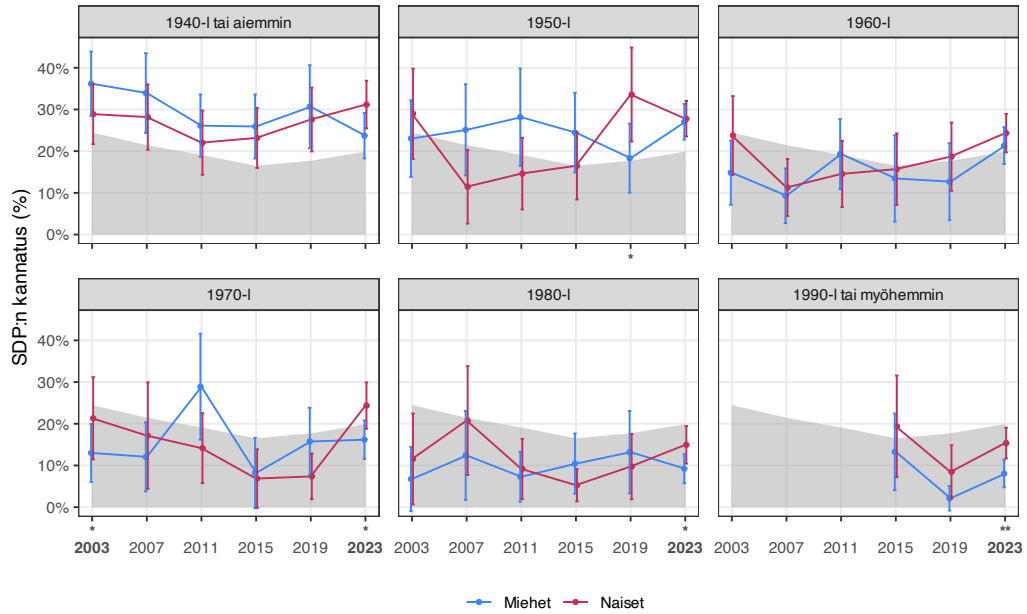 1940-l tai aiemmin 1950-l 1960-l
40%
30%
20%
10%
0%
*
SDP:n kannatus (%)
1970-l 1980-l 1990-l tai myöhemmin
40%
30%
20%
10%
0%
* * * **
2003 2007 2011 2015 2019 2023 2003 2007 2011 2015 2019 2023 2003 2007 2011 2015 2019 2023
Miehet Naiset